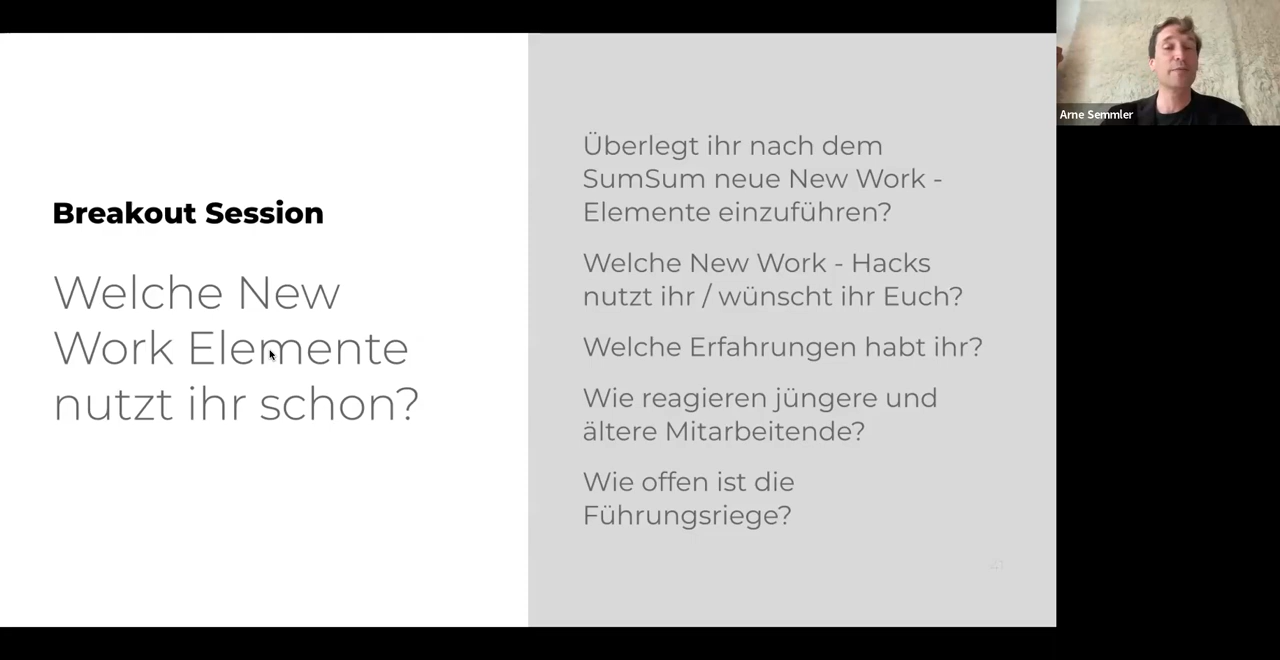 Breakout Session
Welche New
Work Elemente
nutzt ihr schon?
Überlegt ihr nach dem
SumSum neue New Work -
Elemente einzuführen?
Welche New Work - Hacks
nutzt ihr / wünscht ihr Euch?
Welche Erfahrungen habt ihr?
Wie reagieren jüngere und
ältere Mitarbeitende?
Wie offen ist die
Führungsriege?
Arne Semmler